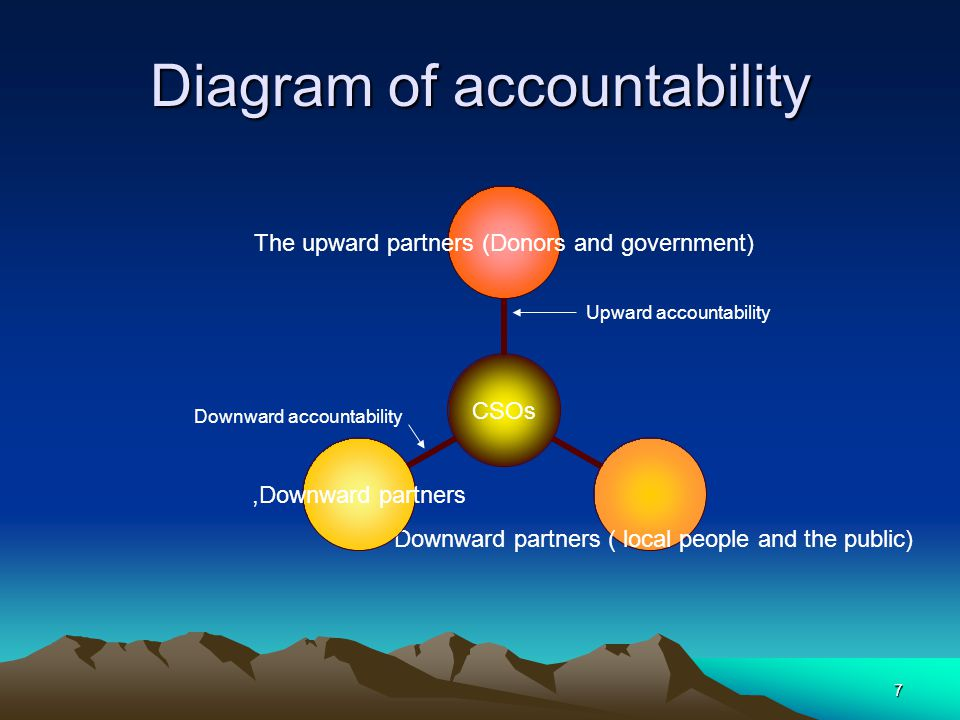 Diagram of accountability
The upward partners (Donors and government)
Upward accountability
CSOs
Downward accountability
,Downward partners
Downward partners ( local people and the public)
7